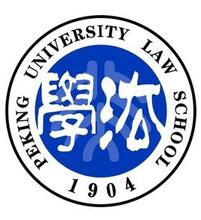 PEKING UNIVERSITY LAW SCHOOL
法學
1904